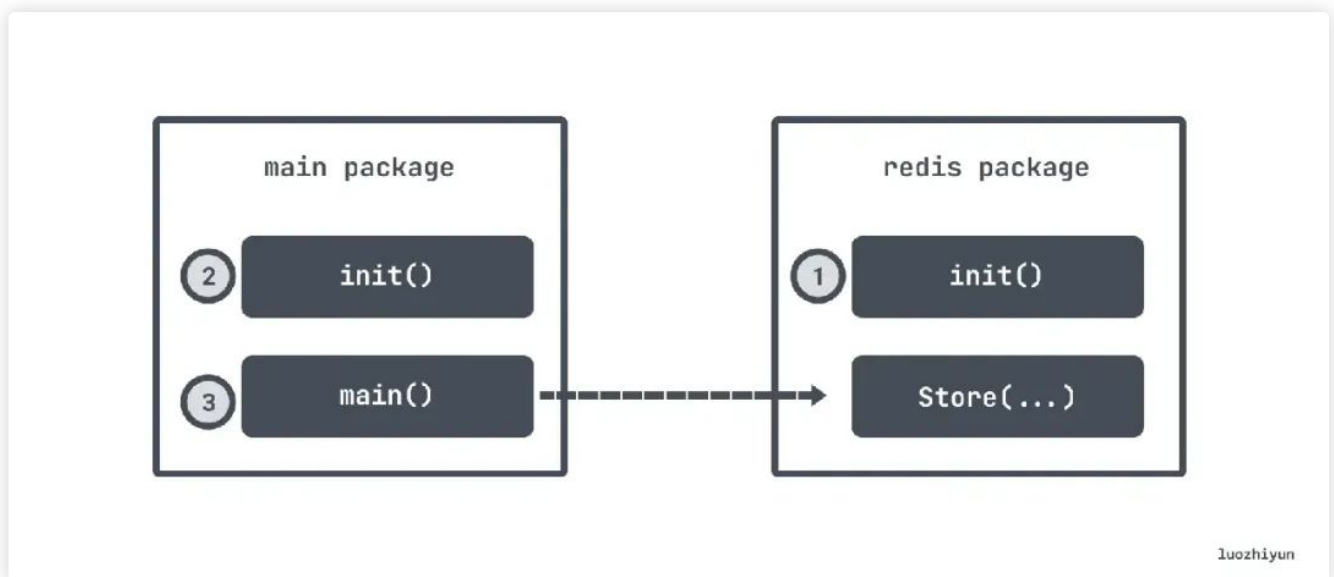 main package
2
init()
3
main()
redis package
1
init()
Store(...)
luozhiyun